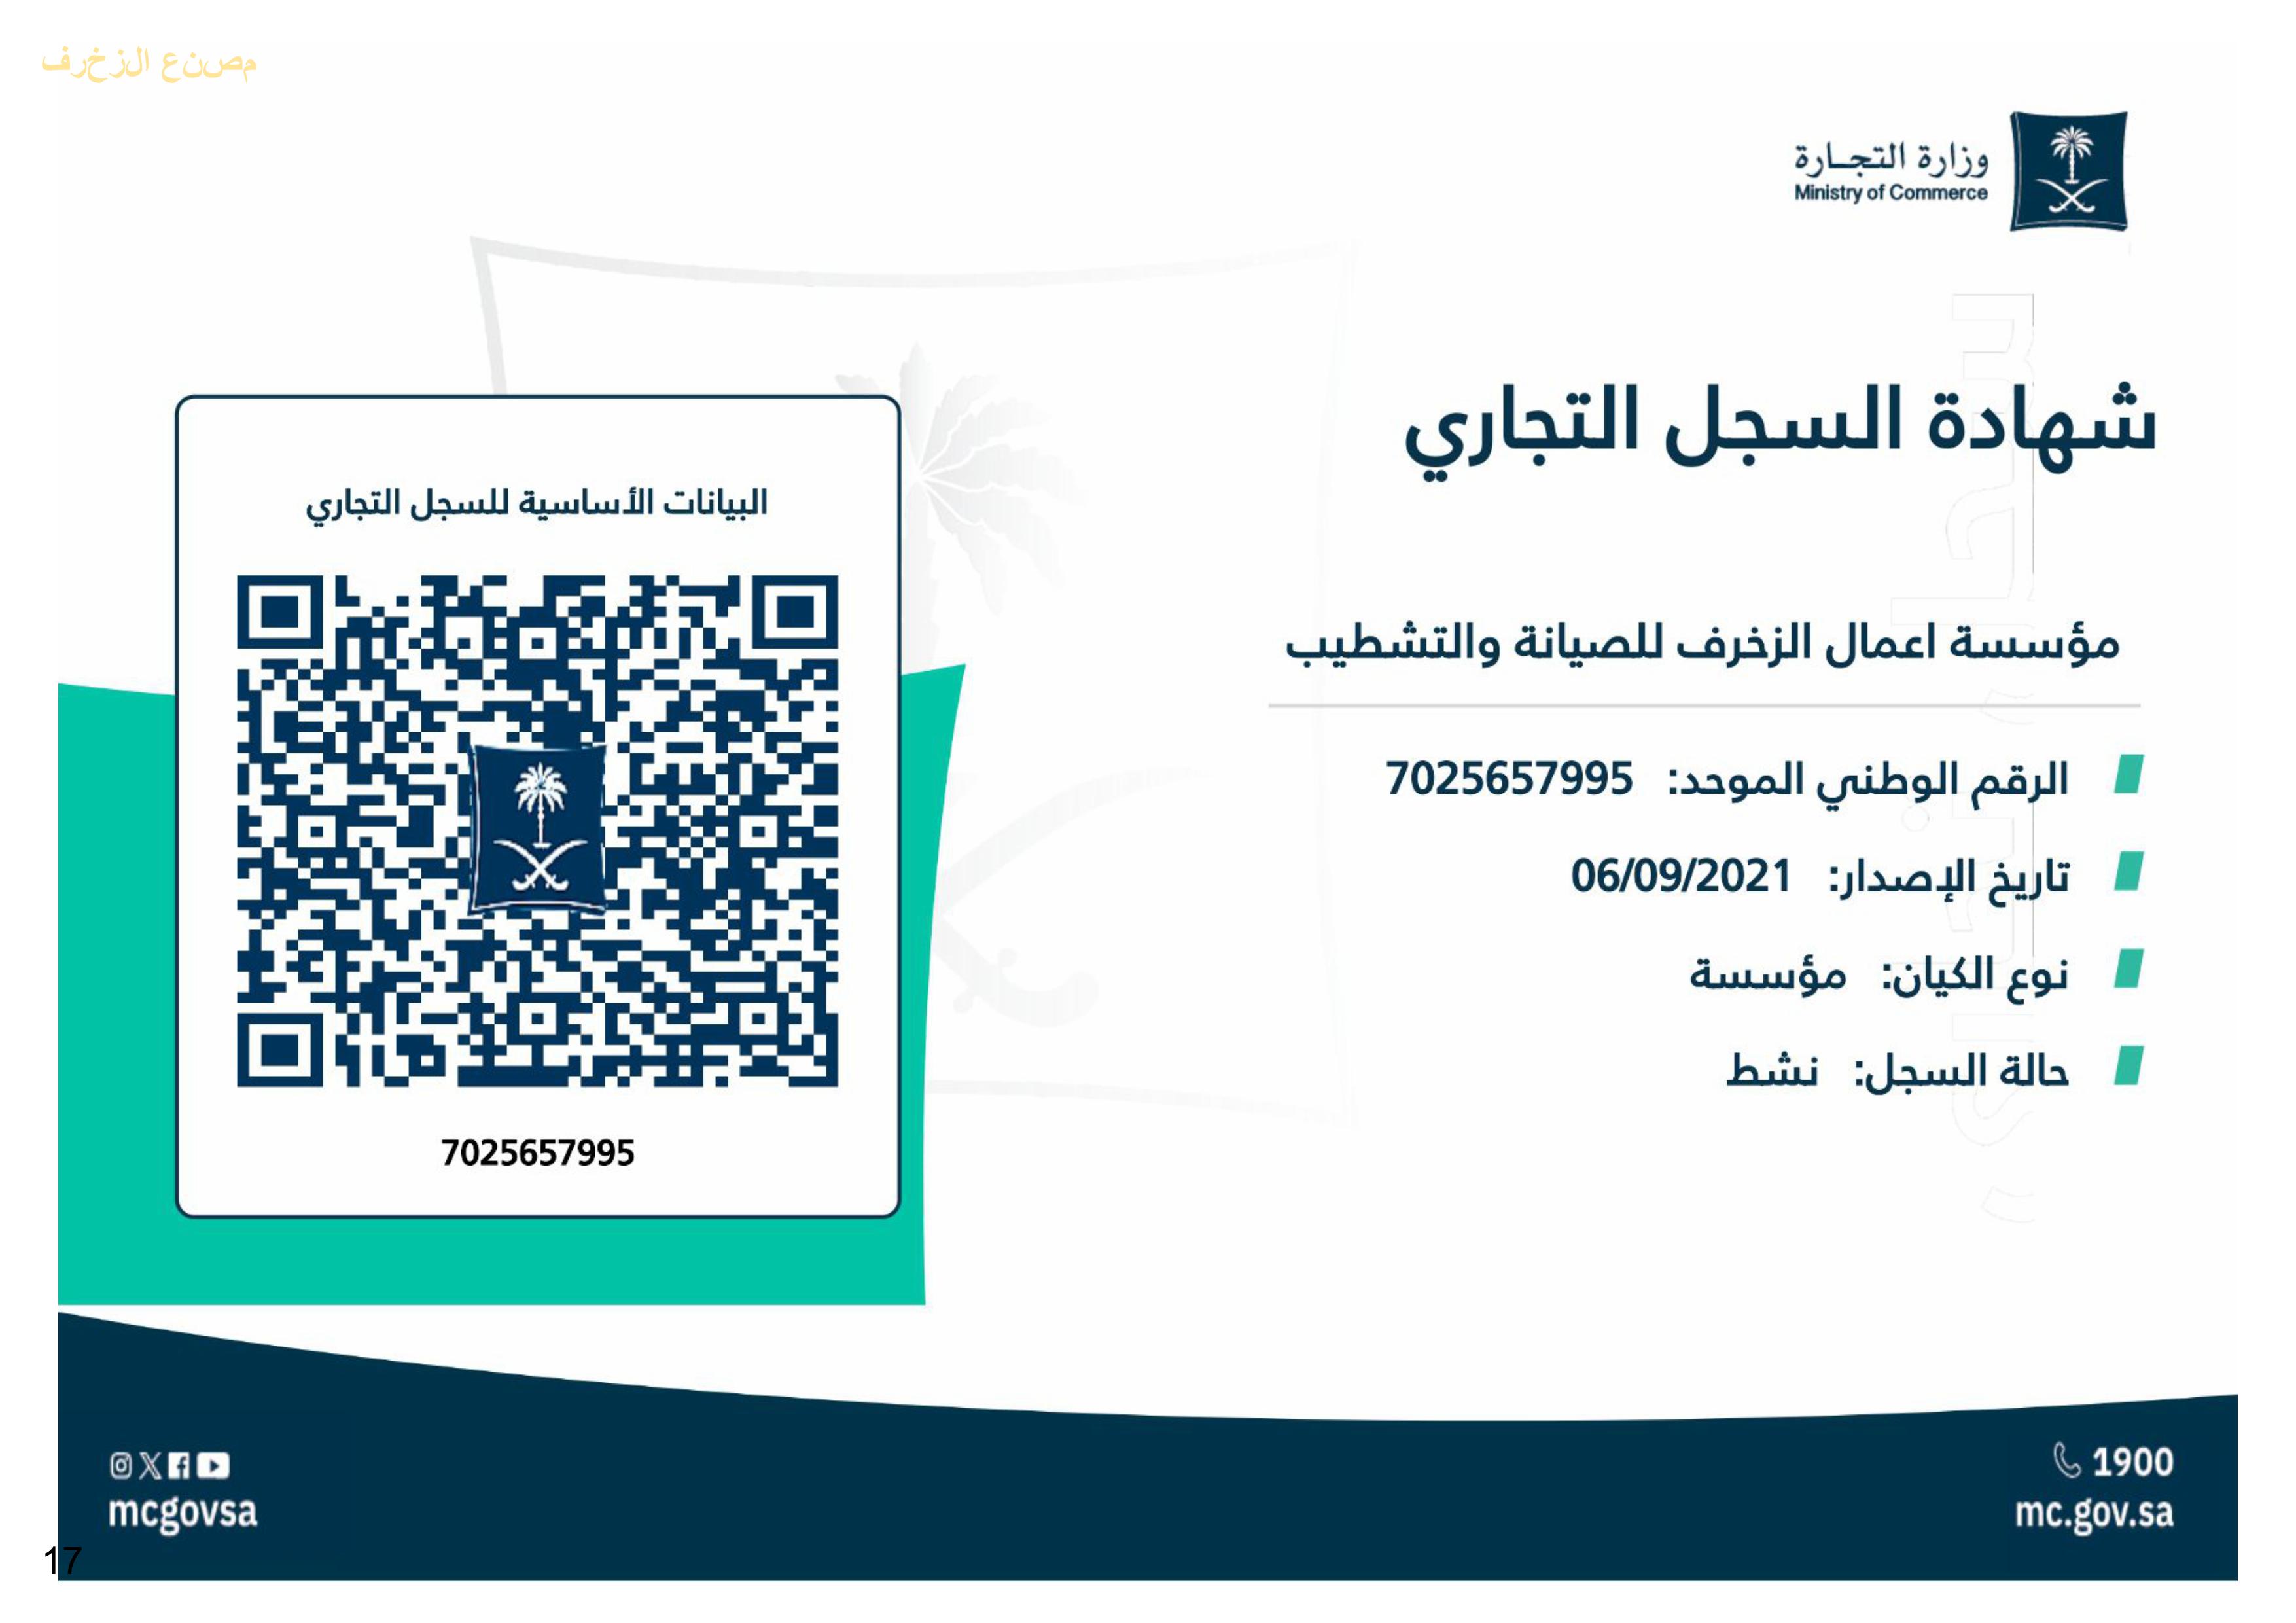 مصنع الزخرف
وزارة التجـارة
Ministry of Commerce
شهادة السجل التجاري
مؤسسة اعمال الزخرف للصيانة والتشطيب
الرقم الوطني الموحد: 7025657995
تاريخ الإصدار: 06/09/2021
نوع الكيان: مؤسسة
حالة السجل: نشط
البيانات الأساسية للسجل التجاري
7025657995
1900
mc.gov.sa
mcgovsa
17